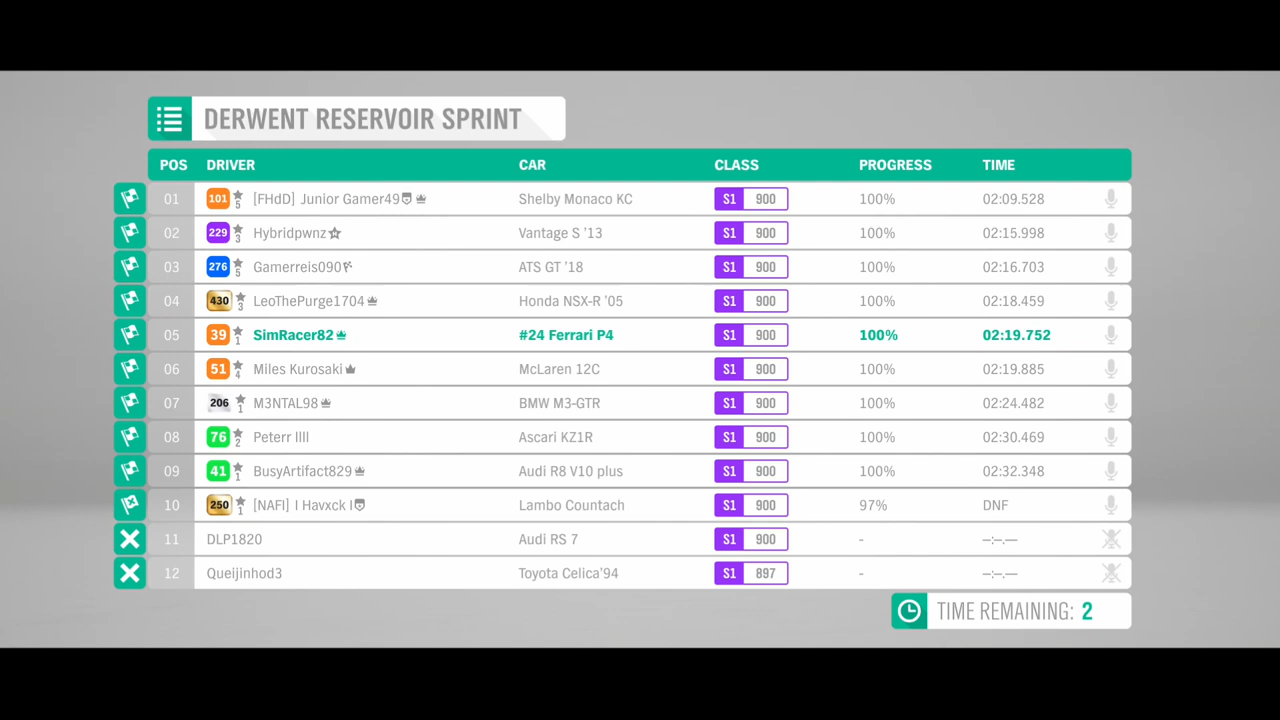 DERWENT RESERVOIR SPRINT
POS DRIVER CAR CLASS PROGRESS TIME
01 101 5 [FHdD] Junior Gamer49 Shelby Monaco KC S1 900 100% 02:09.528
02 229 3 Hybridpwnz Vantage S '13 S1 900 100% 02:15.998
03 276 5 Gamerreis090 ATS GT '18 S1 900 100% 02:16.703
04 430 3 LeoThePurge1704 Honda NSX-R '05 S1 900 100% 02:18.459
05 39 1 SimRacer82 #24 Ferrari P4 S1 900 100% 02:19.752
06 51 4 Miles Kurosaki McLaren 12C S1 900 100% 02:19.885
07 206 1 M3NTAL98 BMW M3-GTR S1 900 100% 02:24.482
08 76 2 Peterr llll Ascari KZ1R S1 900 100% 02:30.469
09 41 1 BusyArtifact829 Audi R8 V10 plus S1 900 100% 02:32.348
10 250 1 [NAFI] I Havxck I Lambo Countach S1 900 97% DNF
11 DLP1820 Audi RS 7 S1 900 - --:--.---
12 Queijinhod3 Toyota Celica'94 S1 897 - --:--.---
TIME REMAINING: 2